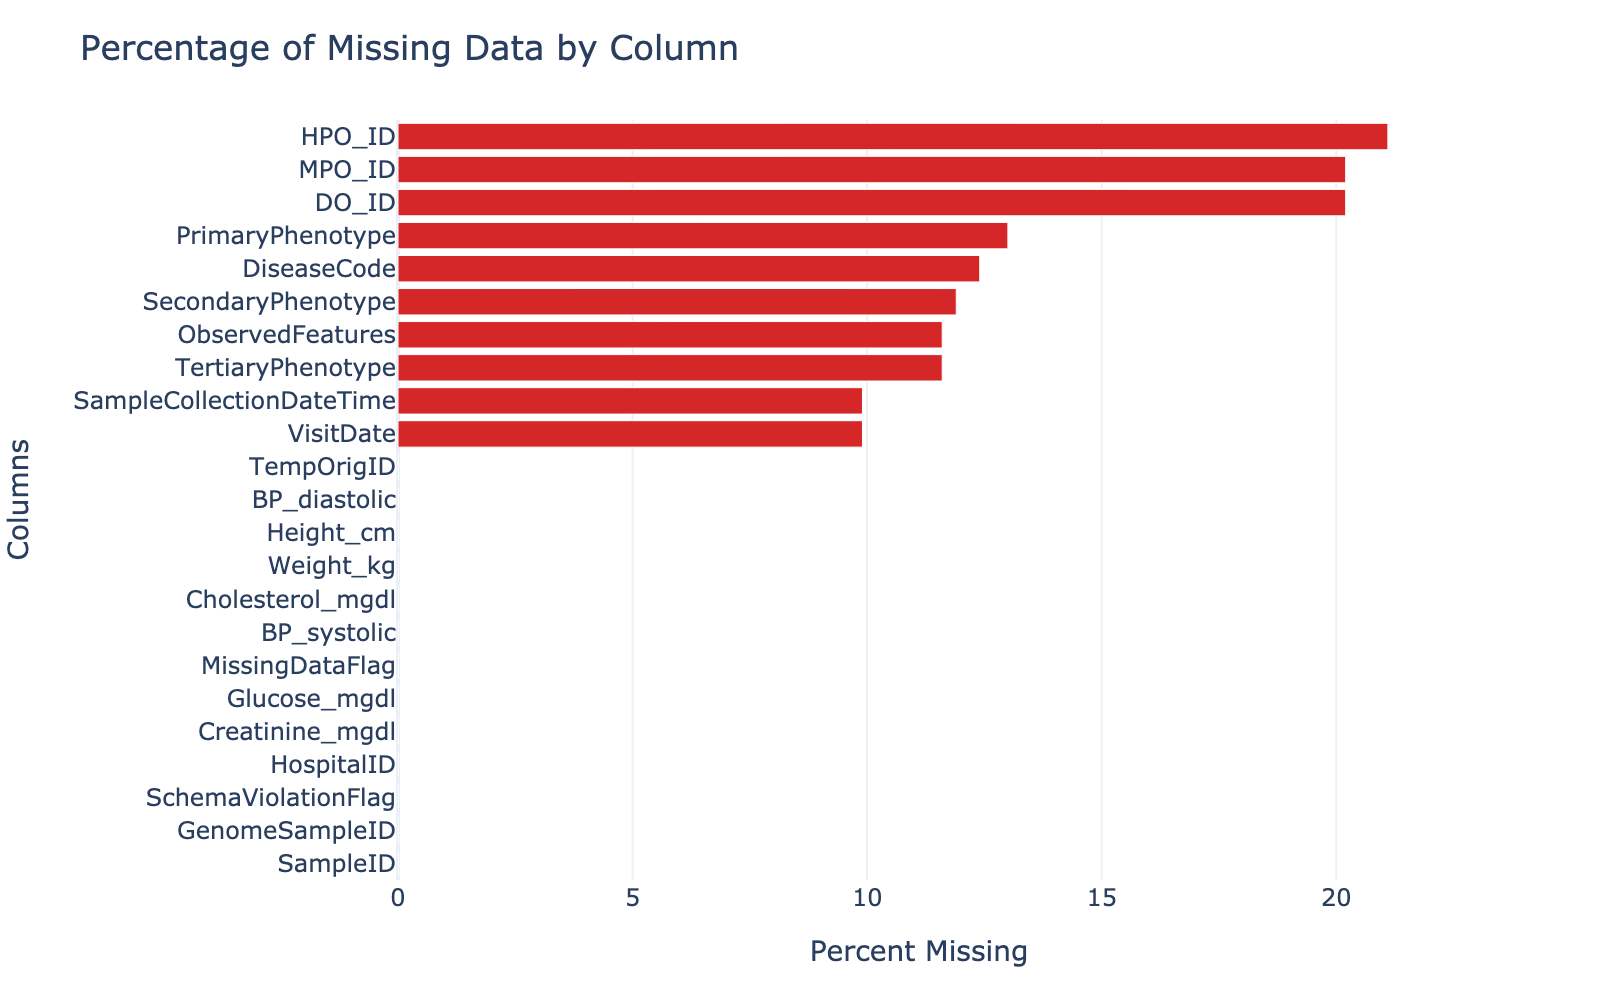 Percentage of Missing Data by Column
HPO_ID
MPO_ID
DO_ID
PrimaryPhenotype
DiseaseCode
SecondaryPhenotype
ObservedFeatures
TertiaryPhenotype
SampleCollectionDateTime
VisitDate
TempOrigID
BP_diastolic
Height_cm
Weight_kg
Cholesterol_mgdl
BP_systolic
MissingDataFlag
Glucose_mgdl
Creatinine_mgdl
HospitalID
SchemaViolationFlag
GenomeSampleID
SampleID
Columns
0 5 10 15 20
Percent Missing